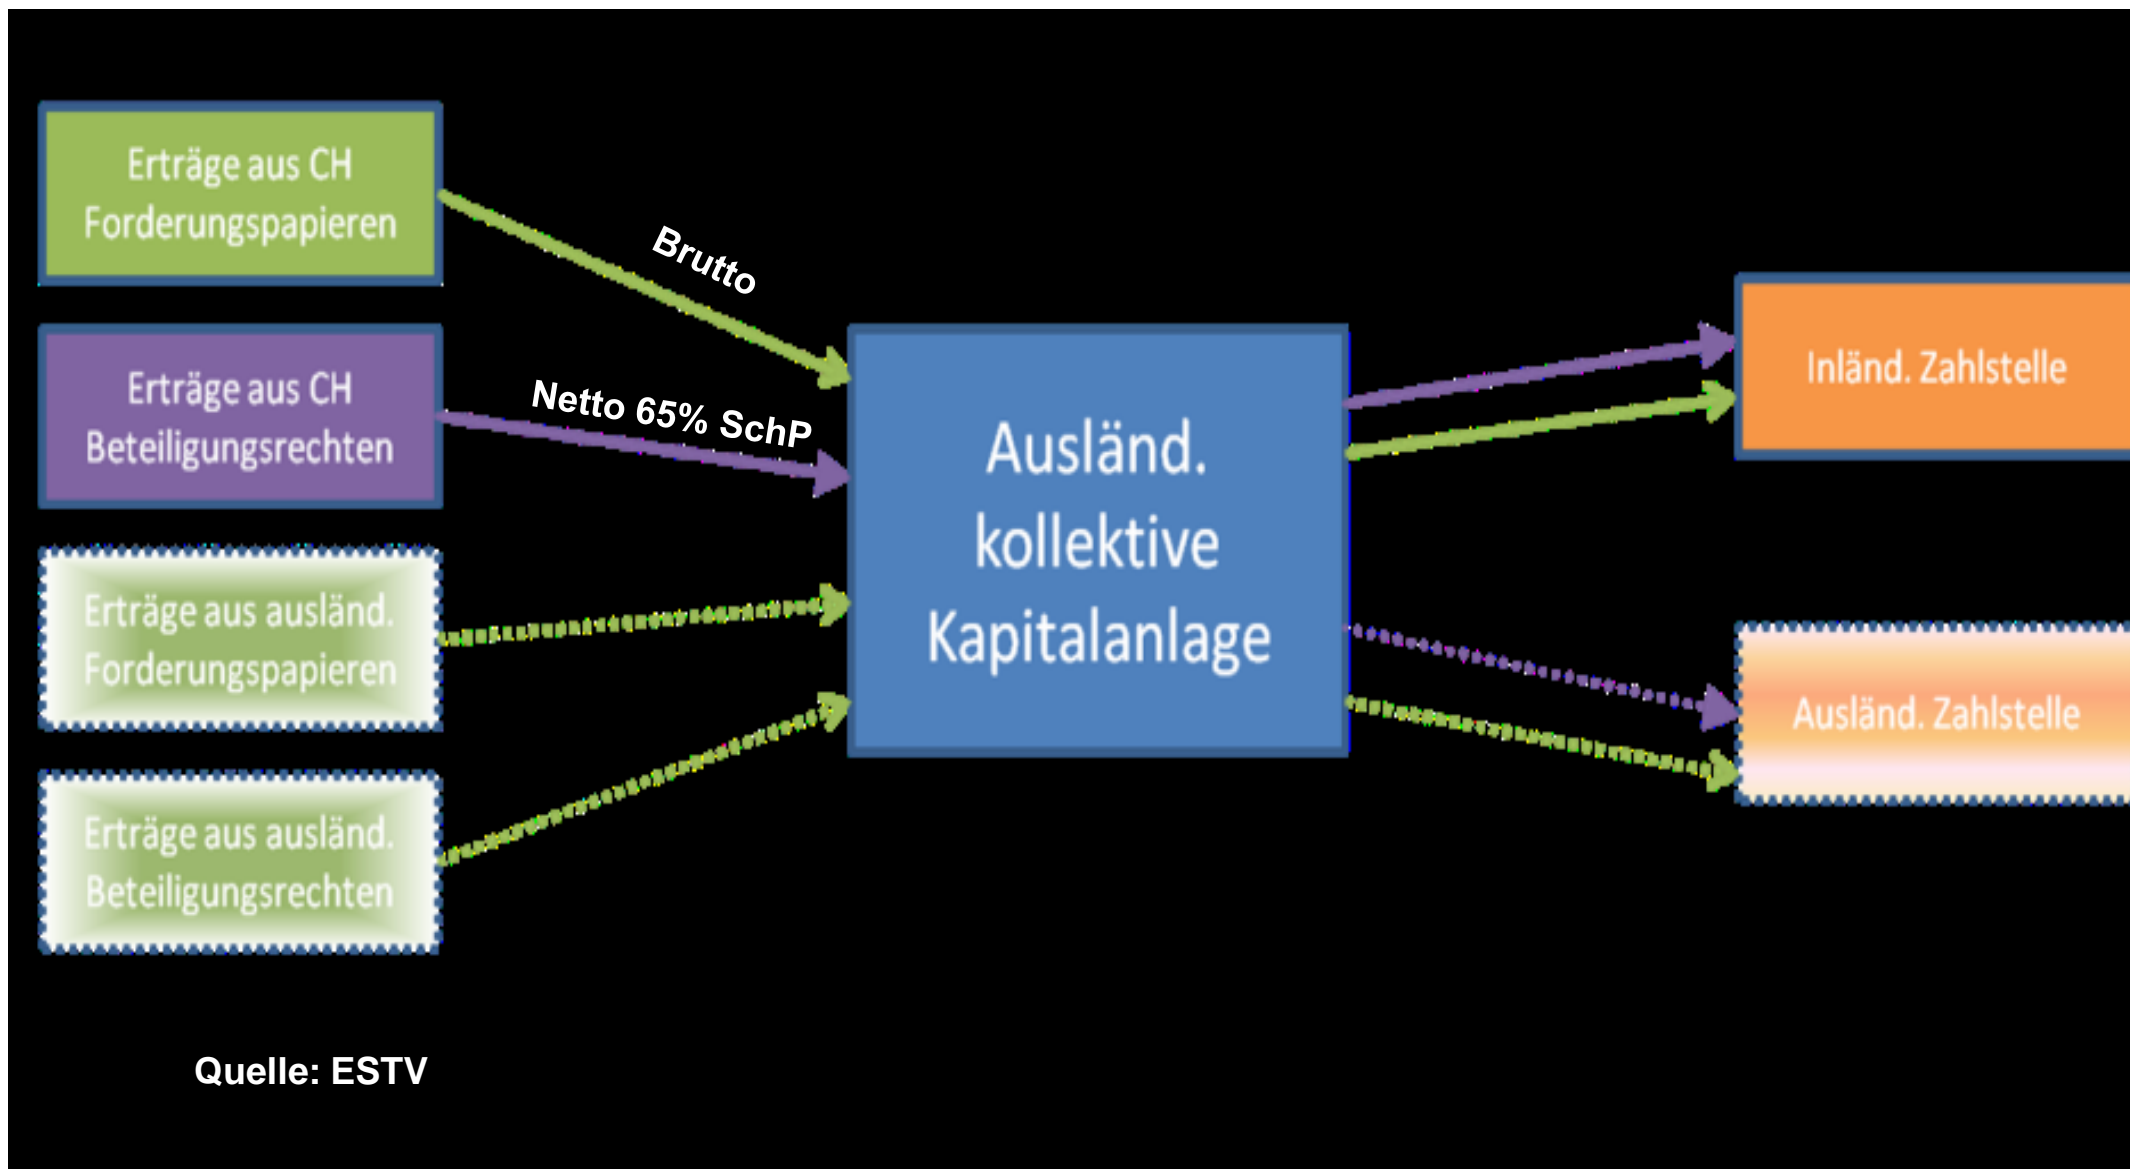 Erträge aus CH
Forderungspapieren
Brutto
Erträge aus CH
Beteiligungsrechten
Netto 65% SchP
Erträge aus ausländ.
Forderungspapieren
Erträge aus ausländ.
Beteiligungsrechten
Ausländ.
kollektive
Kapitalanlage
Inländ. Zahlstelle
Ausländ. Zahlstelle
Quelle: ESTV